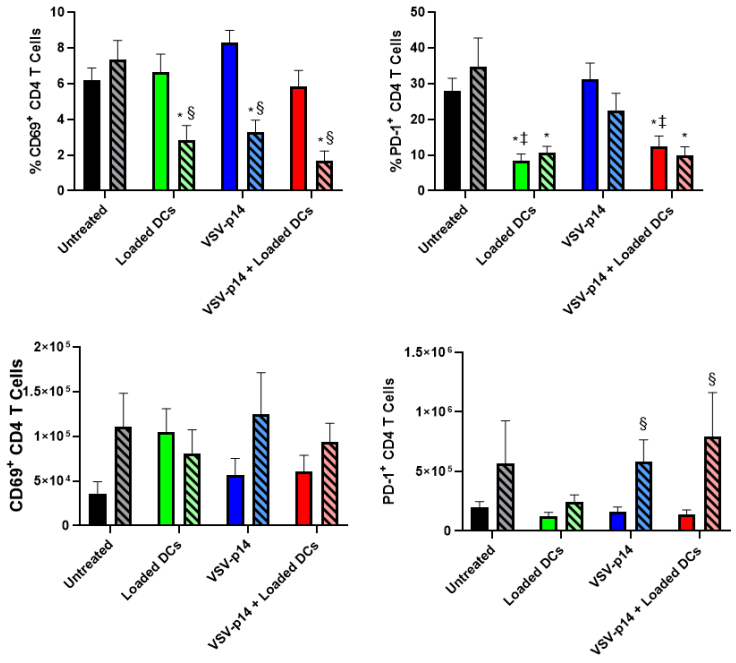 % CD69⁺ CD4 T Cells
10
8
6
4
2
0
* §
* §
* §
Untreated
Loaded DCs
VSV-p14
VSV-p14 + Loaded DCs
% PD-1⁺ CD4 T Cells
50
40
30
20
10
0
*‡
*
*‡
*
Untreated
Loaded DCs
VSV-p14
VSV-p14 + Loaded DCs
CD69⁺ CD4 T Cells
2×10⁵
1.5×10⁵
1×10⁵
5×10⁴
0
Untreated
Loaded DCs
VSV-p14
VSV-p14 + Loaded DCs
PD-1⁺ CD4 T Cells
1.5×10⁶
1×10⁶
5×10⁵
0
§
§
Untreated
Loaded DCs
VSV-p14
VSV-p14 + Loaded DCs